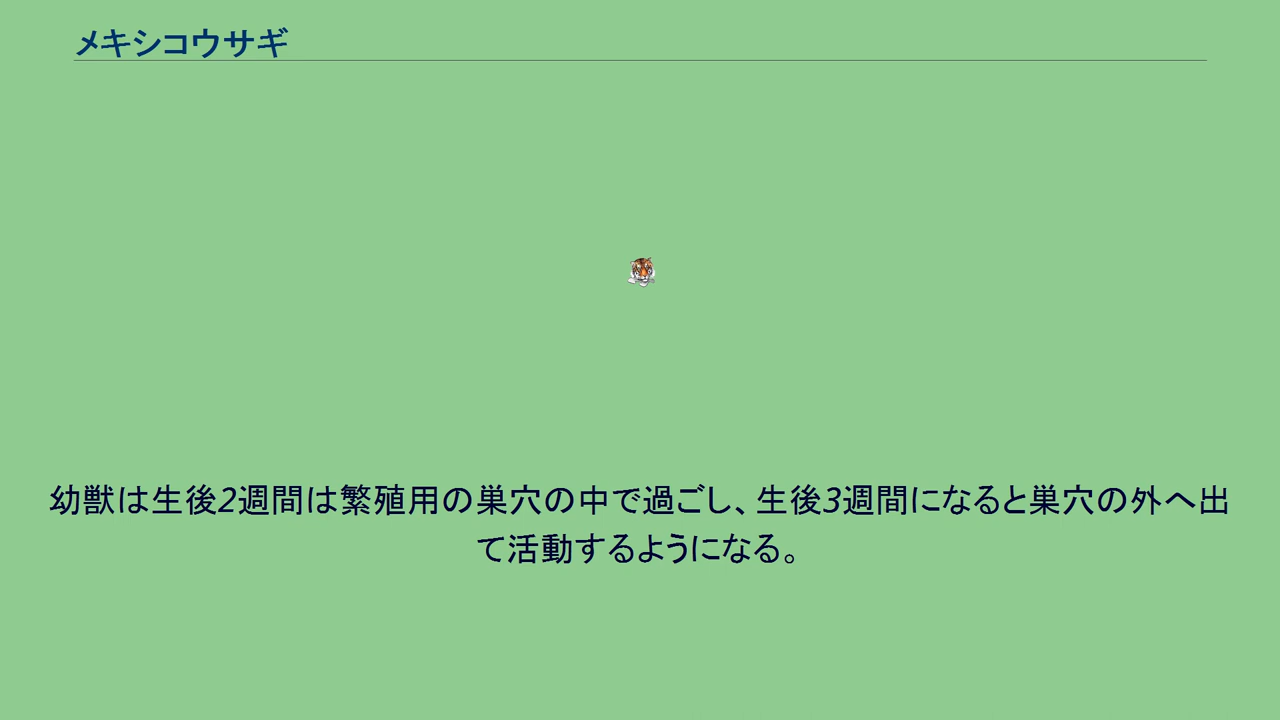 メキシコウサギ
幼獣は生後2週間は繁殖用の巣穴の中で過ごし、生後3週間になると巣穴の外へ出
て活動するようになる。